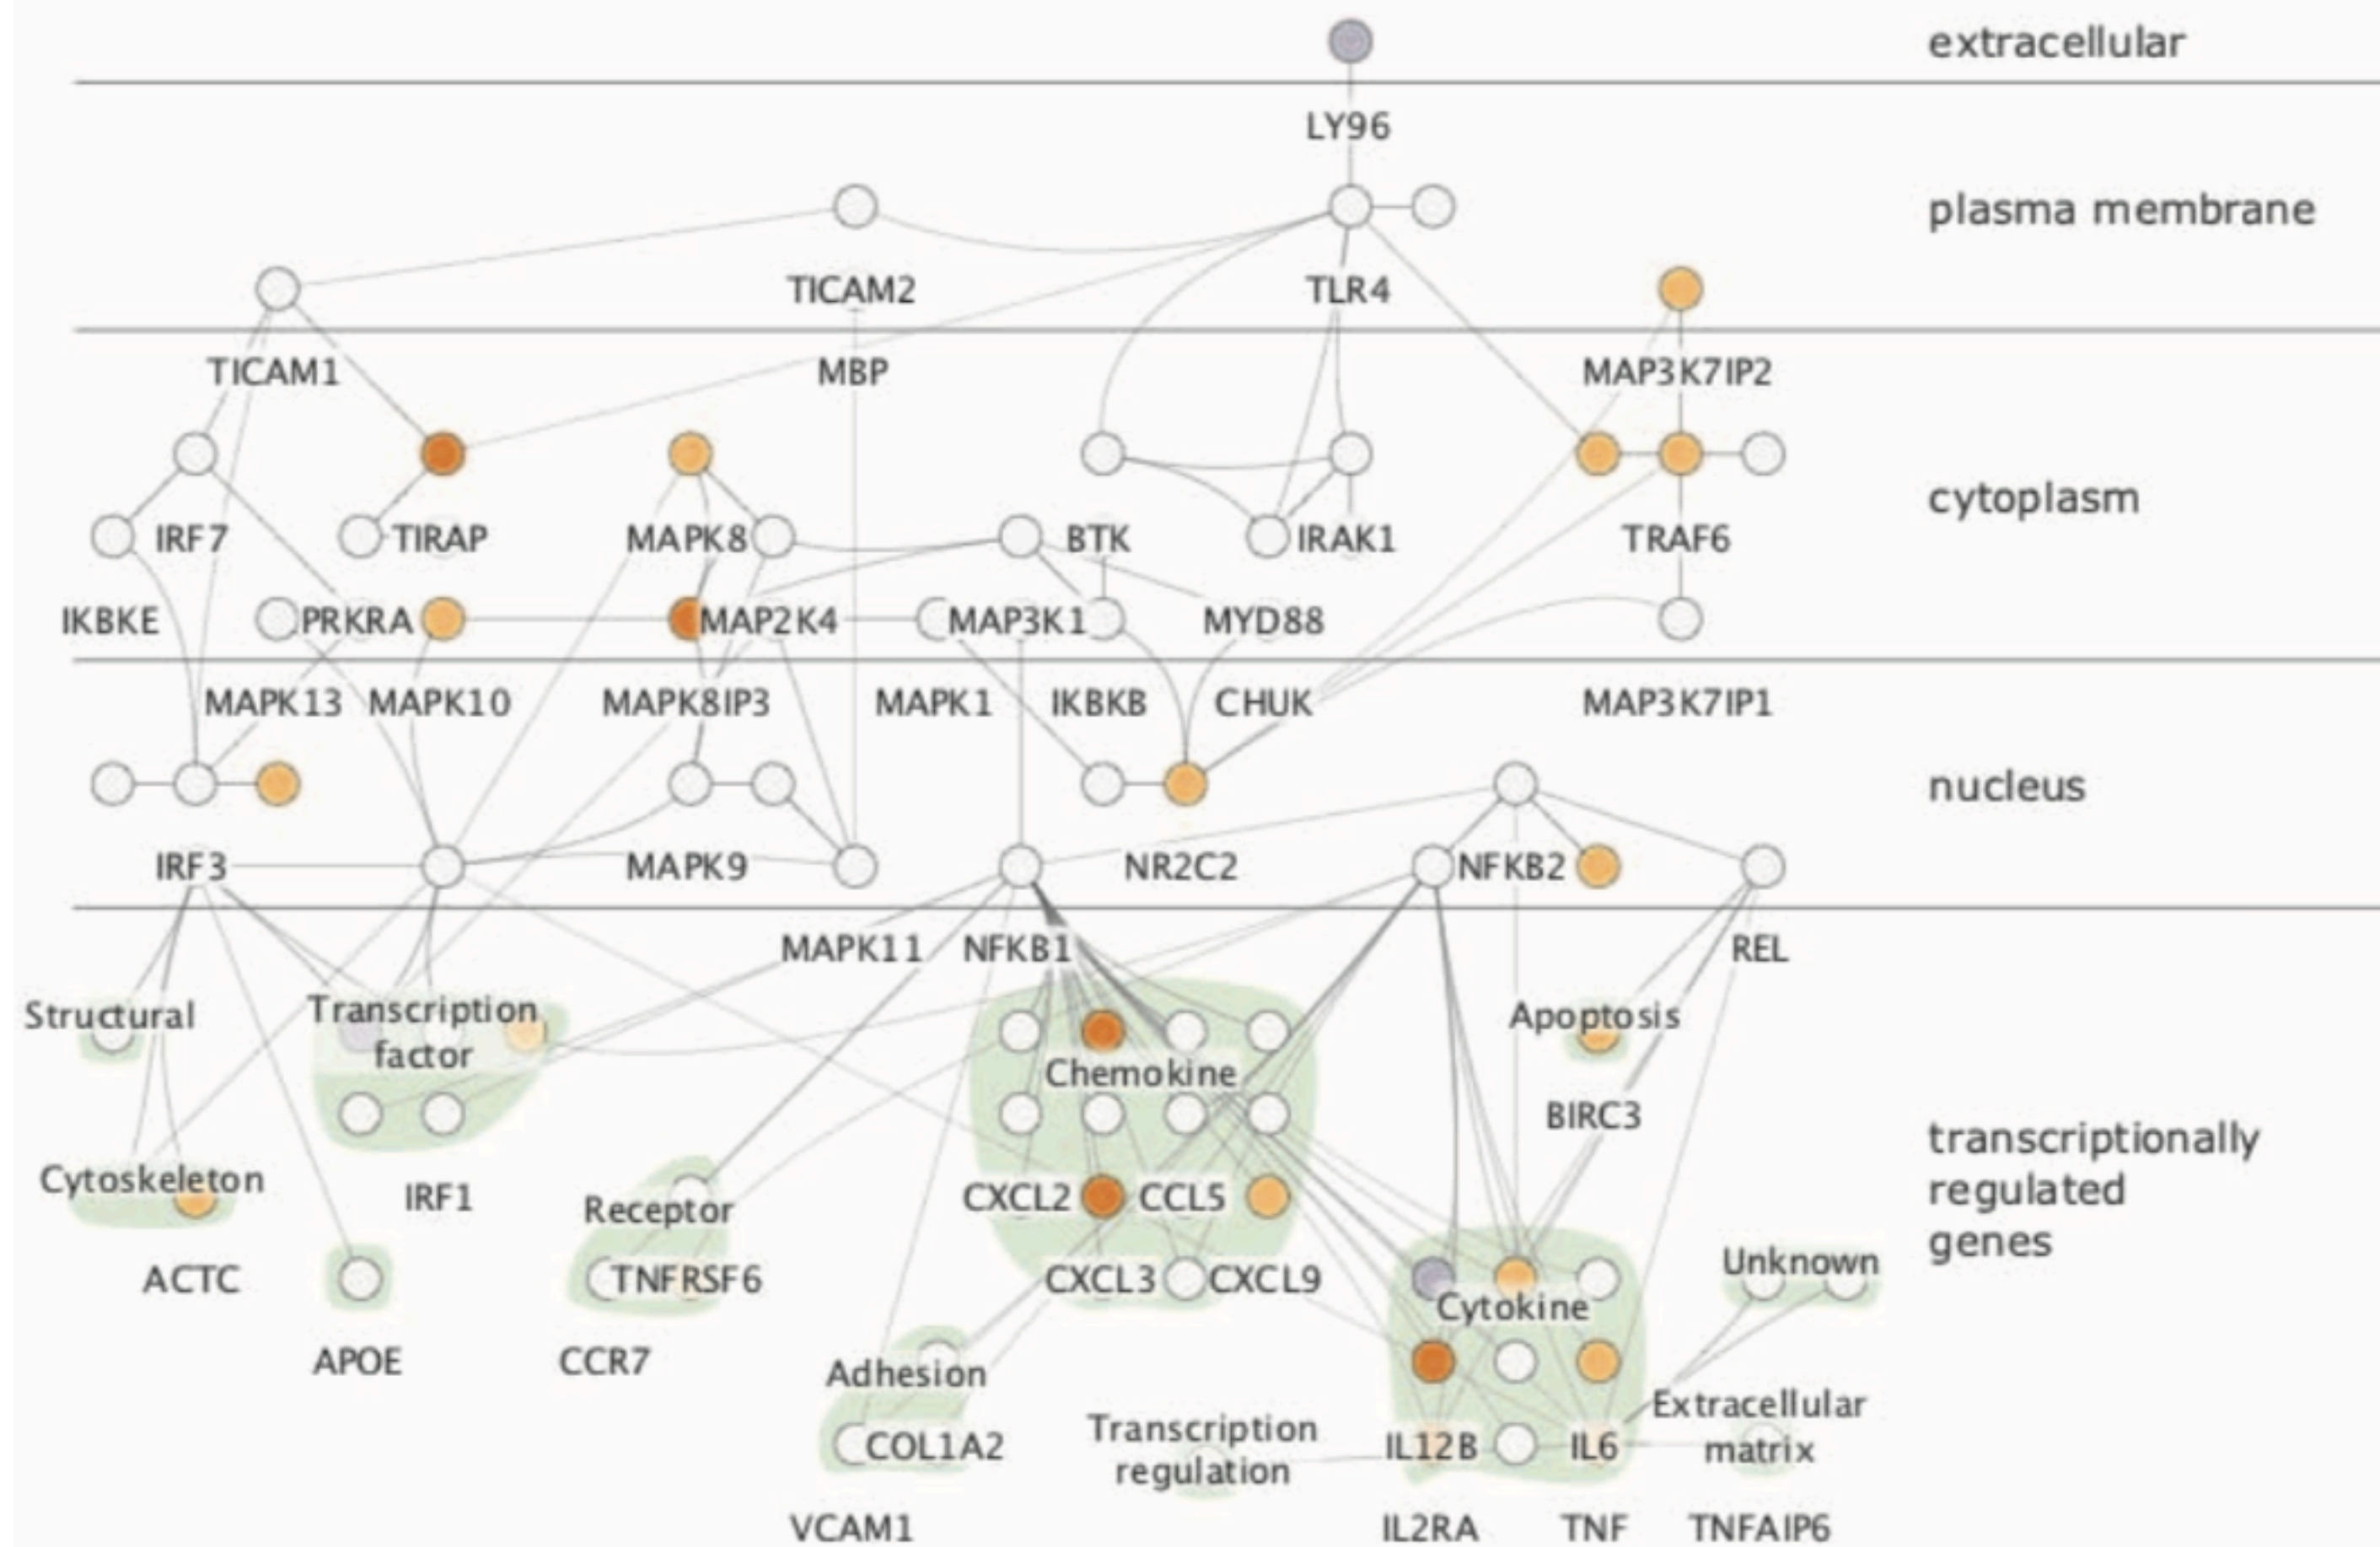 extracellular
LY96
plasma membrane
TICAM2
TLR4
TICAM1
MBP
MAP3K7IP2
cytoplasm
IRF7
TIRAP
MAPK8
BTK
IRAK1
TRAF6
IKBKE
PRKRA
MAP2K4
MAP3K1
MYD88
MAPK13
MAPK10
MAPK8IP3
MAPK1
IKBKB
CHUK
MAP3K7IP1
nucleus
IRF3
MAPK9
NR2C2
NFKB2
MAPK11
NFKB1
REL
Structural
Transcription
factor
Apoptosis
Chemokine
BIRC3
transcriptionally
regulated
genes
Cytoskeleton
IRF1
Receptor
CXCL2
CCL5
ACTC
TNFRSF6
CXCL3
CXCL9
Unknown
Cytokine
APOE
CCR7
Adhesion
Extracellular
matrix
Transcription
regulation
COL1A2
IL12B
IL6
VCAM1
IL2RA
TNF
TNFAIP6